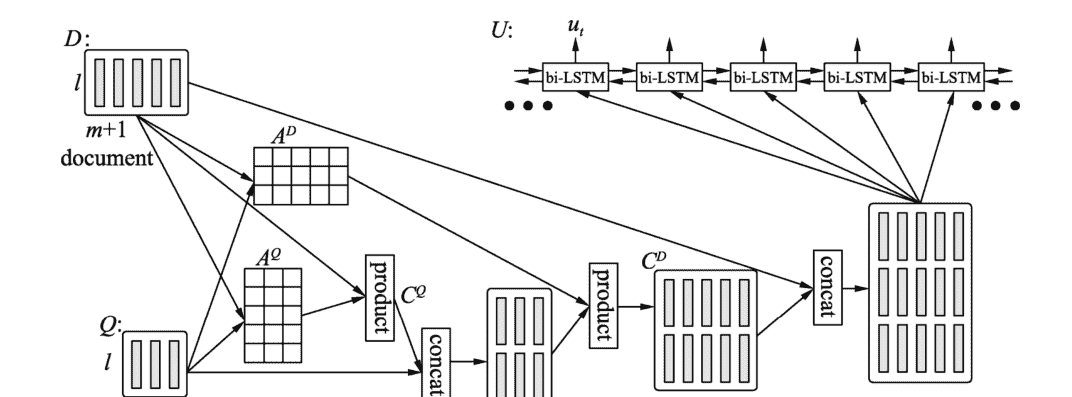 D:
U:
u_t
l
bi-LSTM bi-LSTM bi-LSTM bi-LSTM bi-LSTM
m+1
document
A^D
A^Q
product
C^Q
product
C^D
concat
Q:
l
concat